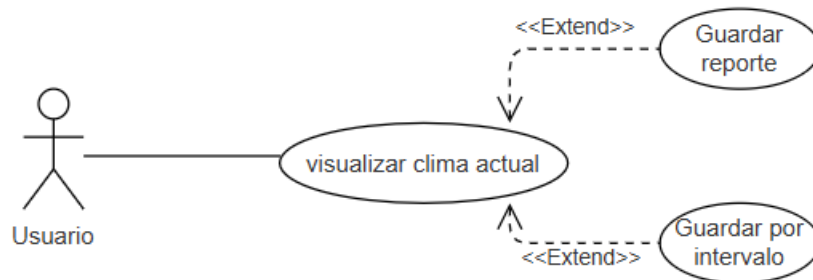 <<Extend>>
Guardar
reporte
visualizar clima actual
Usuario
Guardar por
intervalo
<<Extend>>